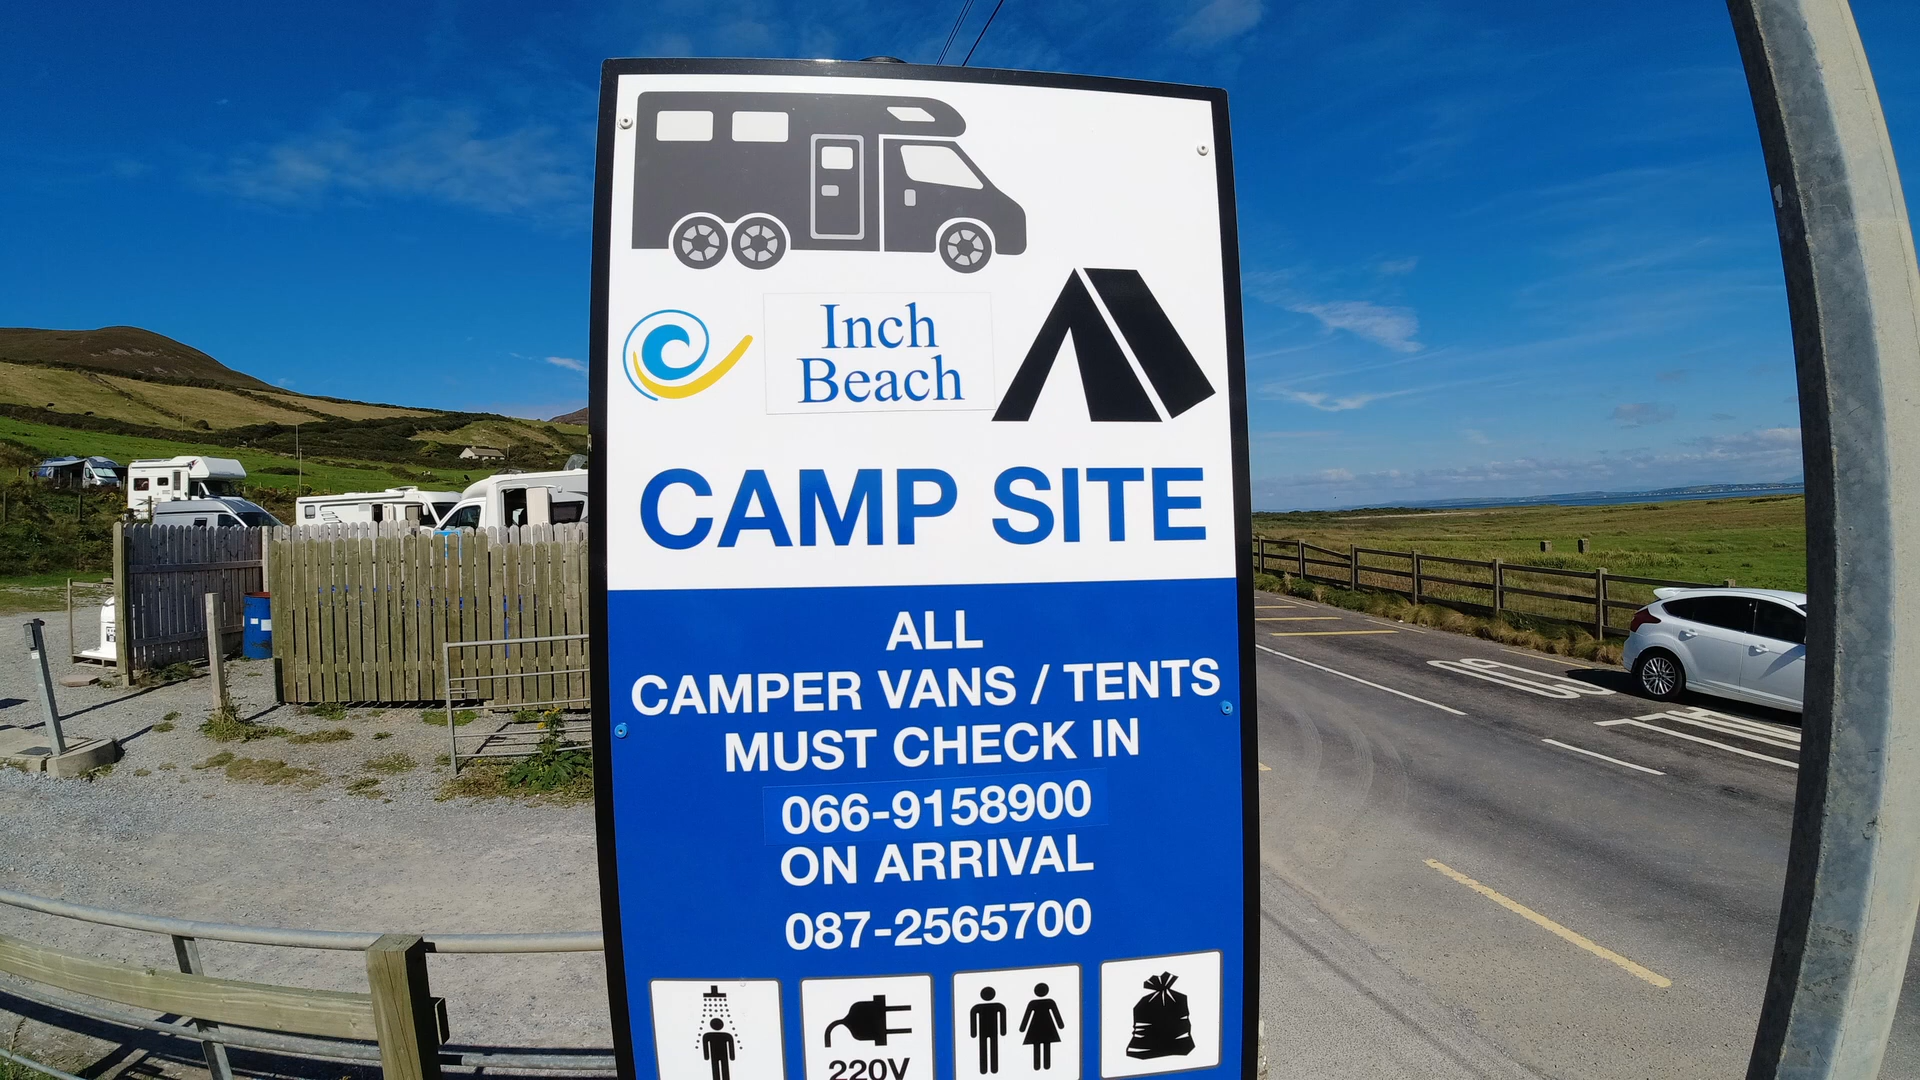 Inch
Beach
CAMP SITE
ALL
CAMPER VANS / TENTS
MUST CHECK IN
066-9158900
ON ARRIVAL
087-2565700
220V